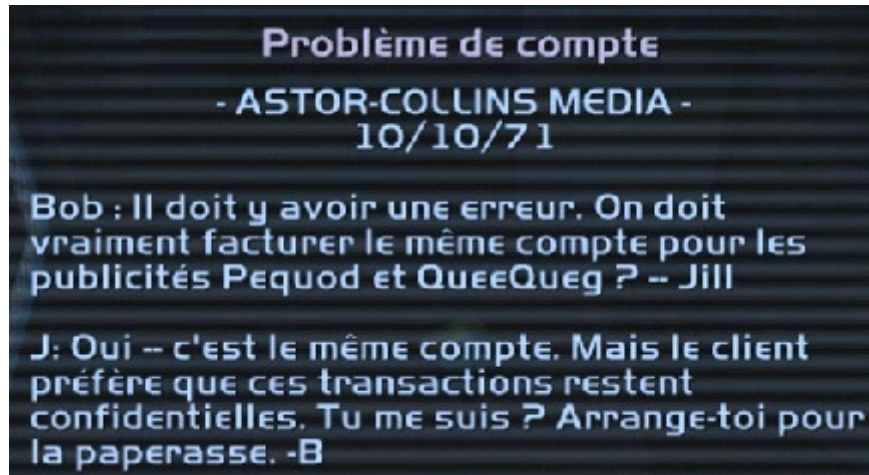 Problème de compte
- ASTOR-COLLINS MEDIA -
10/10/71
Bob : Il doit y avoir une erreur. On doit
vraiment facturer le même compte pour les
publicités Pequod et QueeQueg ? -- Jill
J: Oui -- c'est le même compte. Mais le client
préfère que ces transactions restent
confidentielles. Tu me suis ? Arrange-toi pour
la paperasse. -B